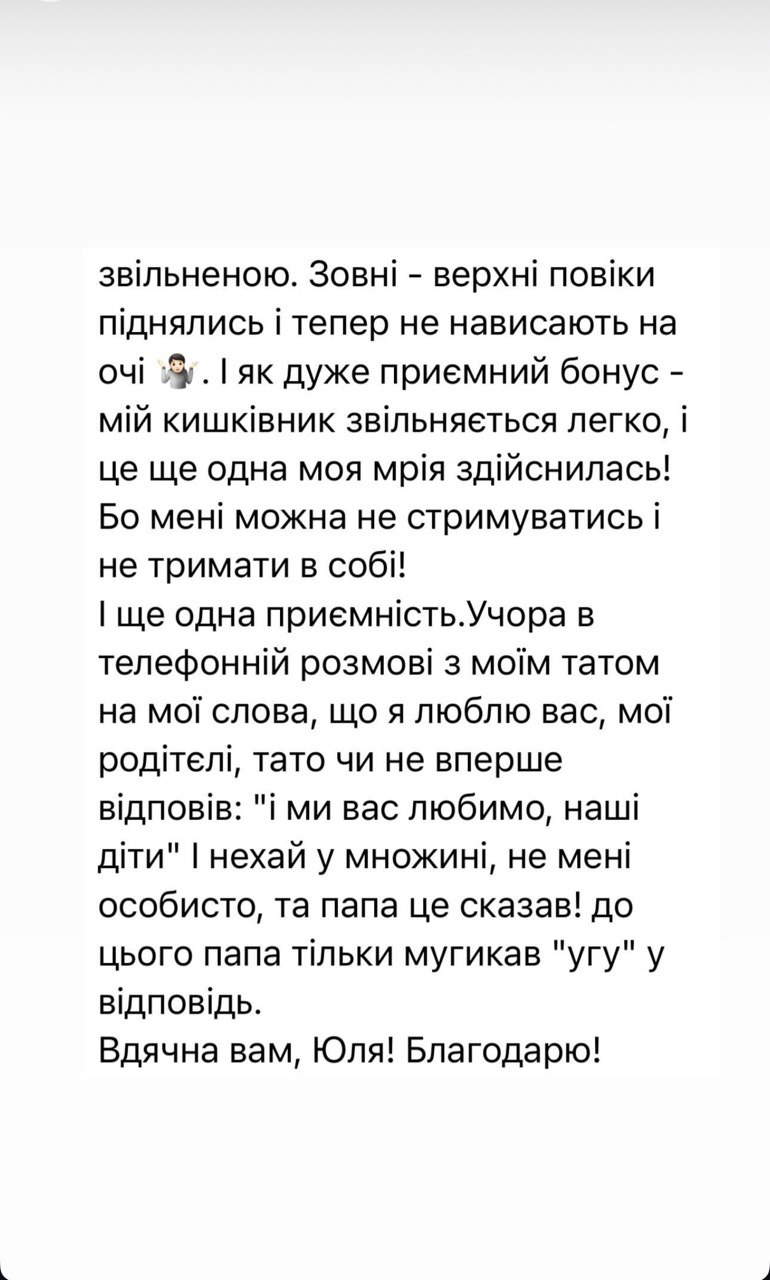 звільненою. Зовні - верхні повіки
піднялись і тепер не нависають на
очі 🤷🏻. І як дуже приємний бонус -
мій кишківник звільняється легко, і
це ще одна моя мрія здійснилась!
Бо мені можна не стримуватись і
не тримати в собі!
І ще одна приємність.Учора в
телефонній розмові з моїм татом
на мої слова, що я люблю вас, мої
родітєлі, тато чи не вперше
відповів: "і ми вас любимо, наші
діти" І нехай у множині, не мені
особисто, та папа це сказав! до
цього папа тільки мугикав "угу" у
відповідь.
Вдячна вам, Юля! Благодарю!